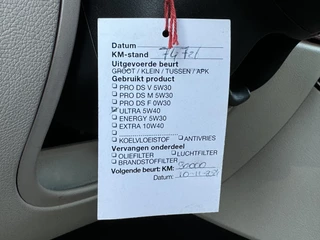 Datum
KM-stand 7470l
Uitgevoerde beurt
GROOT / KLEIN / TUSSEN / APK
Gebruikt product
PRO DS V 5W30
PRO DS M 5W30
PRO DS F 0W30
ULTRA 5W40
ENERGY 5W30
EXTRA 10W40
KOELVLOEISTOF ANTIVRIES
Vervangen onderdeel
OLIEFILTER LUCHTFILTER
BRANDSTOFFILTER
Volgende beurt: KM: 90000
Datum: 10-11-